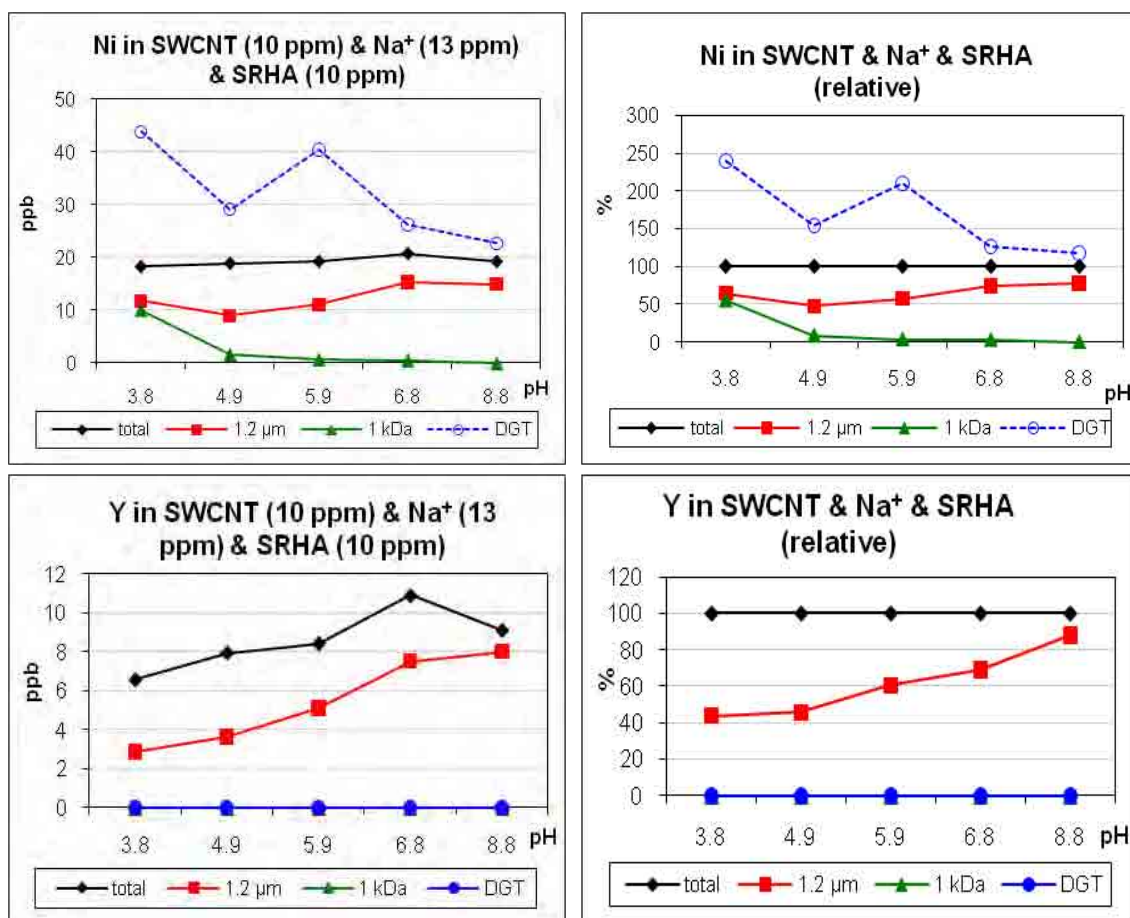 Ni in SWCNT (10 ppm) & Na⁺ (13 ppm)
& SRHA (10 ppm)
50
40
30
20
10
0
ppb
3.8 4.9 5.9 6.8 8.8 pH
total 1.2 µm 1 kDa DGT
Ni in SWCNT & Na⁺ & SRHA
(relative)
300
250
200
150
100
50
0
%
3.8 4.9 5.9 6.8 8.8 pH
total 1.2 µm 1 kDa DGT
Y in SWCNT (10 ppm) & Na⁺ (13
ppm) & SRHA (10 ppm)
12
10
8
6
4
2
0
ppb
3.8 4.9 5.9 6.8 8.8 pH
total 1.2 µm 1 kDa DGT
Y in SWCNT & Na⁺ & SRHA
(relative)
120
100
80
60
40
20
0
%
3.8 4.9 5.9 6.8 8.8 pH
total 1.2 µm 1 kDa DGT